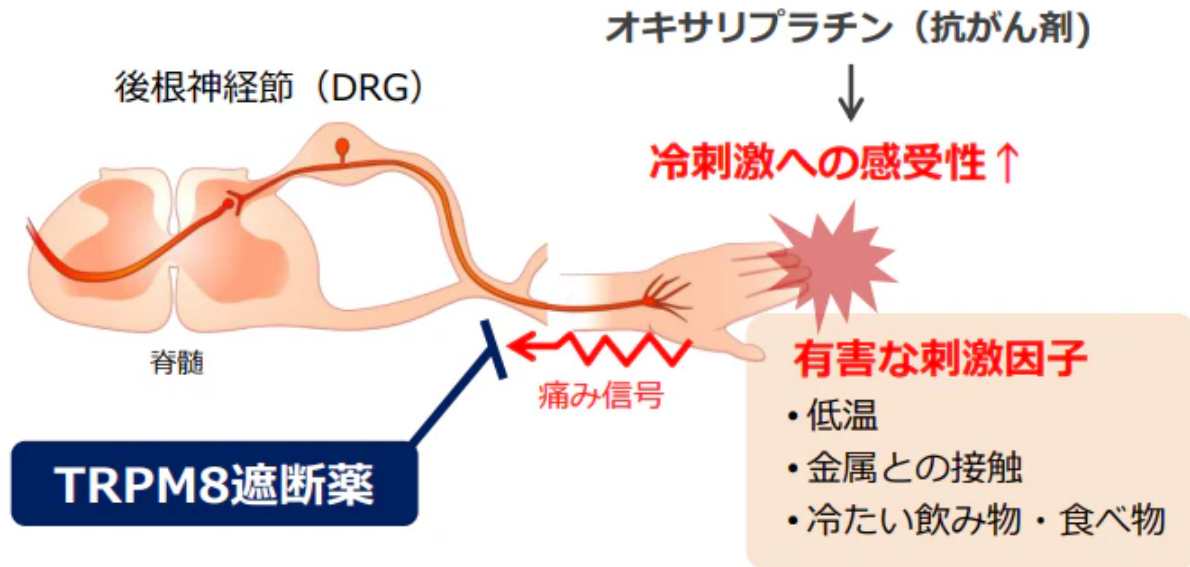 オキサリプラチン（抗がん剤)
後根神経節（DRG）
冷刺激への感受性↑
脊髄
痛み信号
TRPM8遮断薬
有害な刺激因子
・低温
・金属との接触
・冷たい飲み物・食べ物